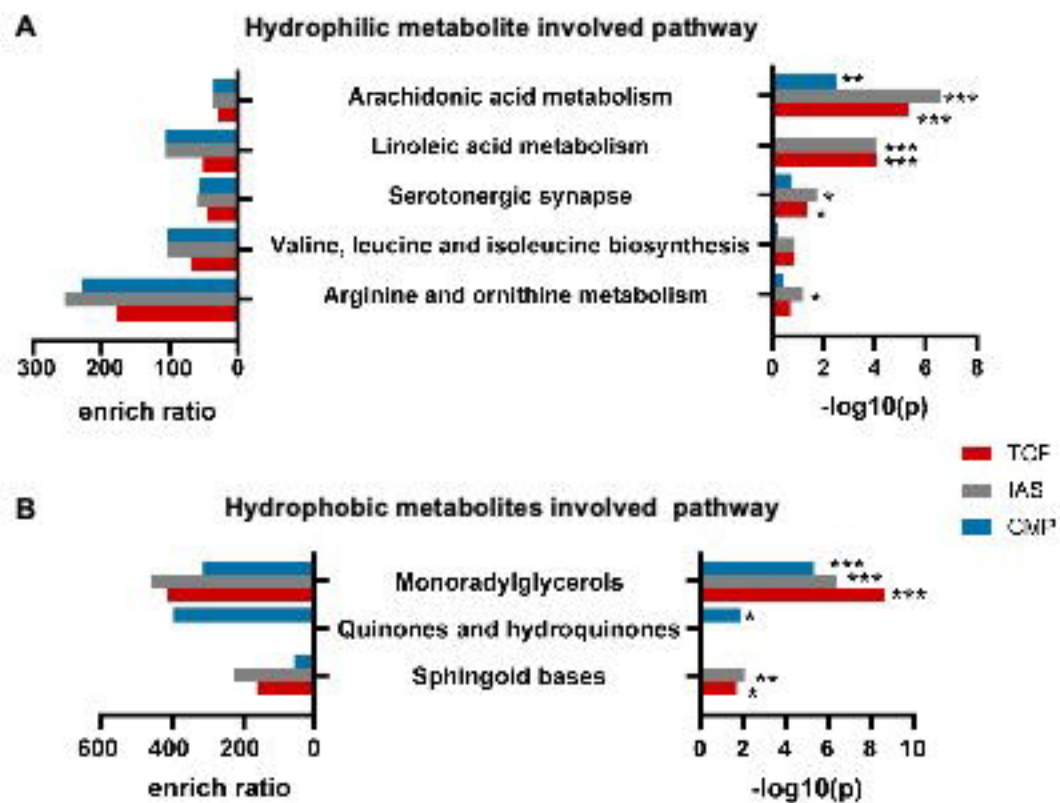 A
Hydrophilic metabolite involved pathway
Arachidonic acid metabolism
Linoleic acid metabolism
Serotonergic synapse
Valine, leucine and isoleucine biosynthesis
Arginine and ornithine metabolism
** 
***
***
***
***
*
*
*
300 200 100 0
enrich ratio
0 2 4 6 8
-log10(p)
TCF
IAS
CMP
B
Hydrophobic metabolites involved pathway
Monoradylglycerols
Quinones and hydroquinones
Sphingoid bases
***
***
***
*
**
*
600 400 200 0
enrich ratio
0 2 4 6 8 10
-log10(p)